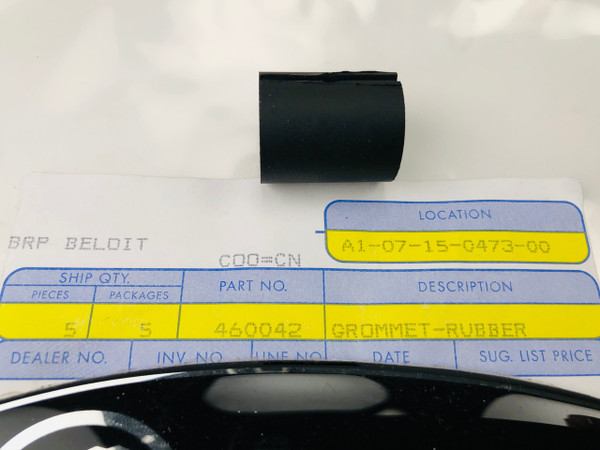 LOCATION
BRP BELOIT
A1-07-15-0473-00
COO=CN
SHIP QTY.
PIECES PACKAGES PART NO. DESCRIPTION
5 5 460042 GROMMET-RUBBER
DEALER NO. INV. NO. LINE NO. DATE SUG. LIST PRICE